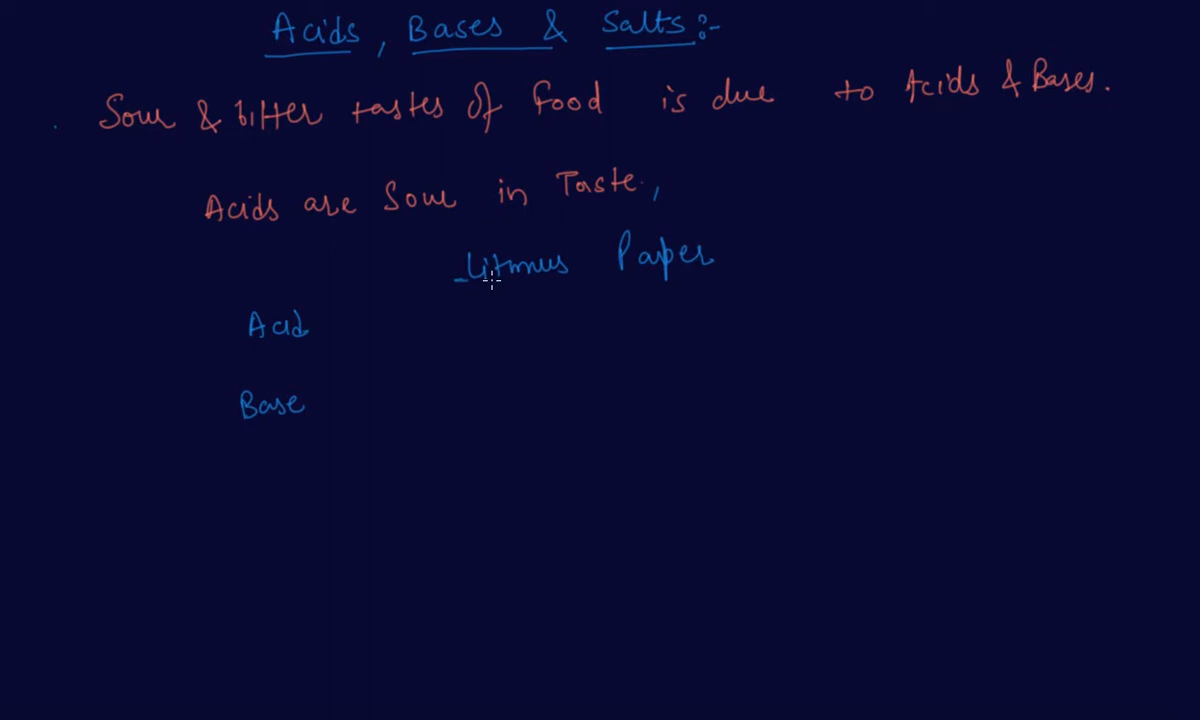 Acids, Bases & Salts:-
Sour & bitter tastes of food is due to Acids & Bases.
Acids are Sour in Taste,
Litmus Paper
Acid
Base